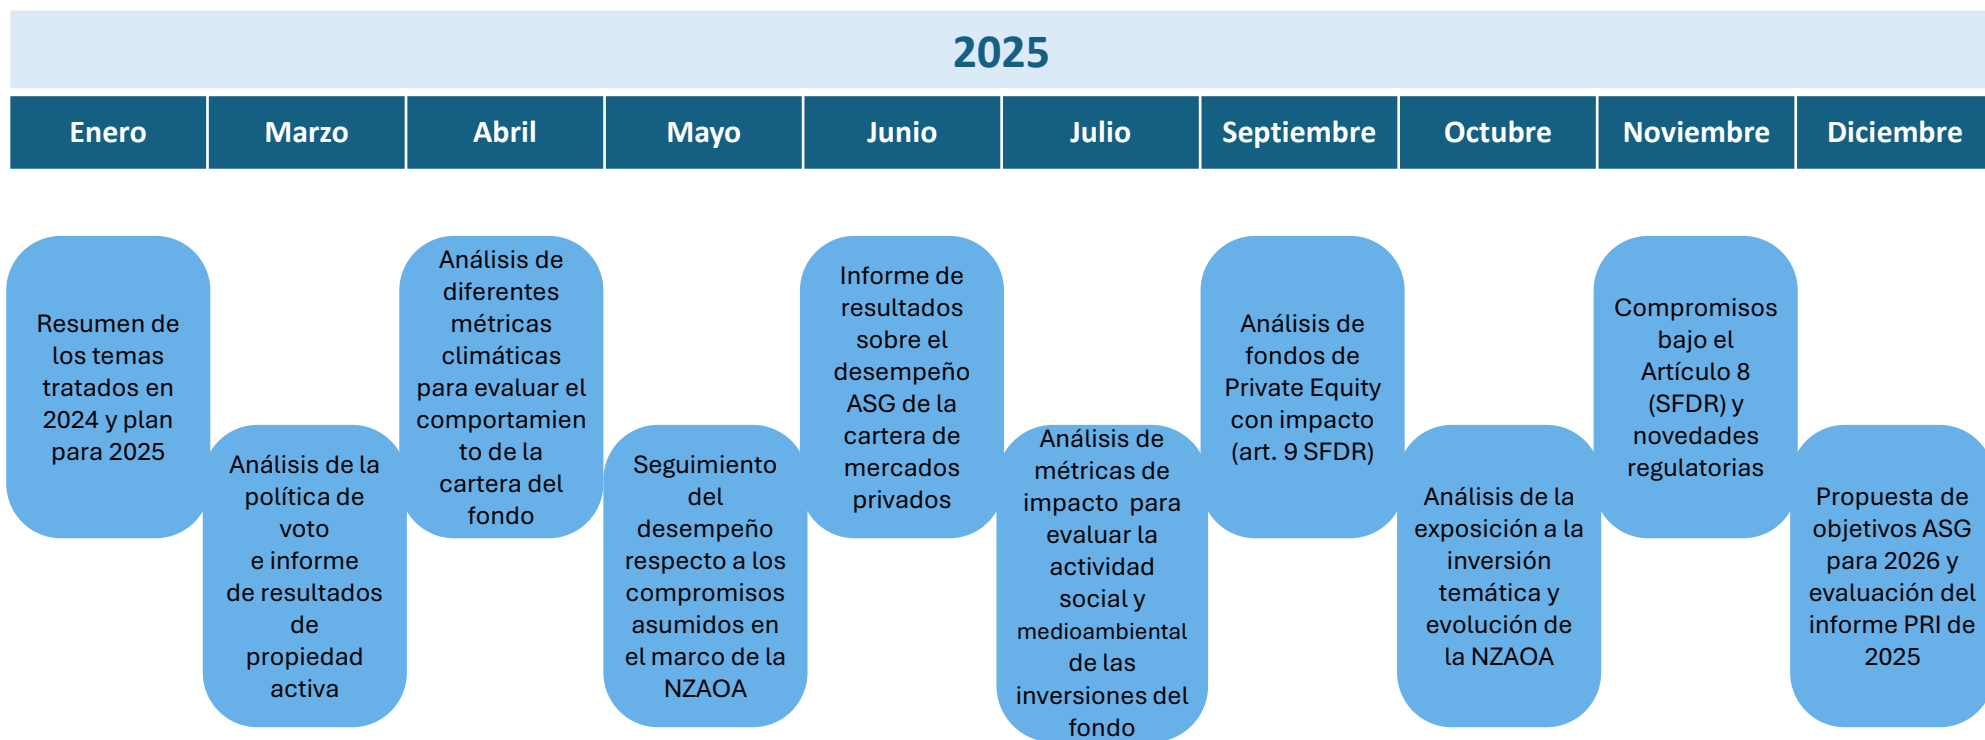 2025
Enero
Marzo
Abril
Mayo
Junio
Julio
Septiembre
Octubre
Noviembre
Diciembre
Resumen de
los temas
tratados en
2024 y plan
para 2025
Análisis de la
política de
voto
e informe
de resultados
de
propiedad
activa
Análisis de
diferentes
métricas
climáticas
para evaluar el
comportamien
to de la
cartera del
fondo
Seguimiento
del
desempeño
respecto a los
compromisos
asumidos en
el marco de la
NZAOA
Informe de
resultados
sobre el
desempeño
ASG de la
cartera de
mercados
privados
Análisis de
métricas de
impacto para
evaluar la
actividad
social y
medioambiental
de las
inversiones del
fondo
Análisis de
fondos de
Private Equity
con impacto
(art. 9 SFDR)
Análisis de la
exposición a la
inversión
temática y
evolución de
la NZAOA
Compromisos
bajo el
Artículo 8
(SFDR) y
novedades
regulatorias
Propuesta de
objetivos ASG
para 2026 y
evaluación del
informe PRI de
2025